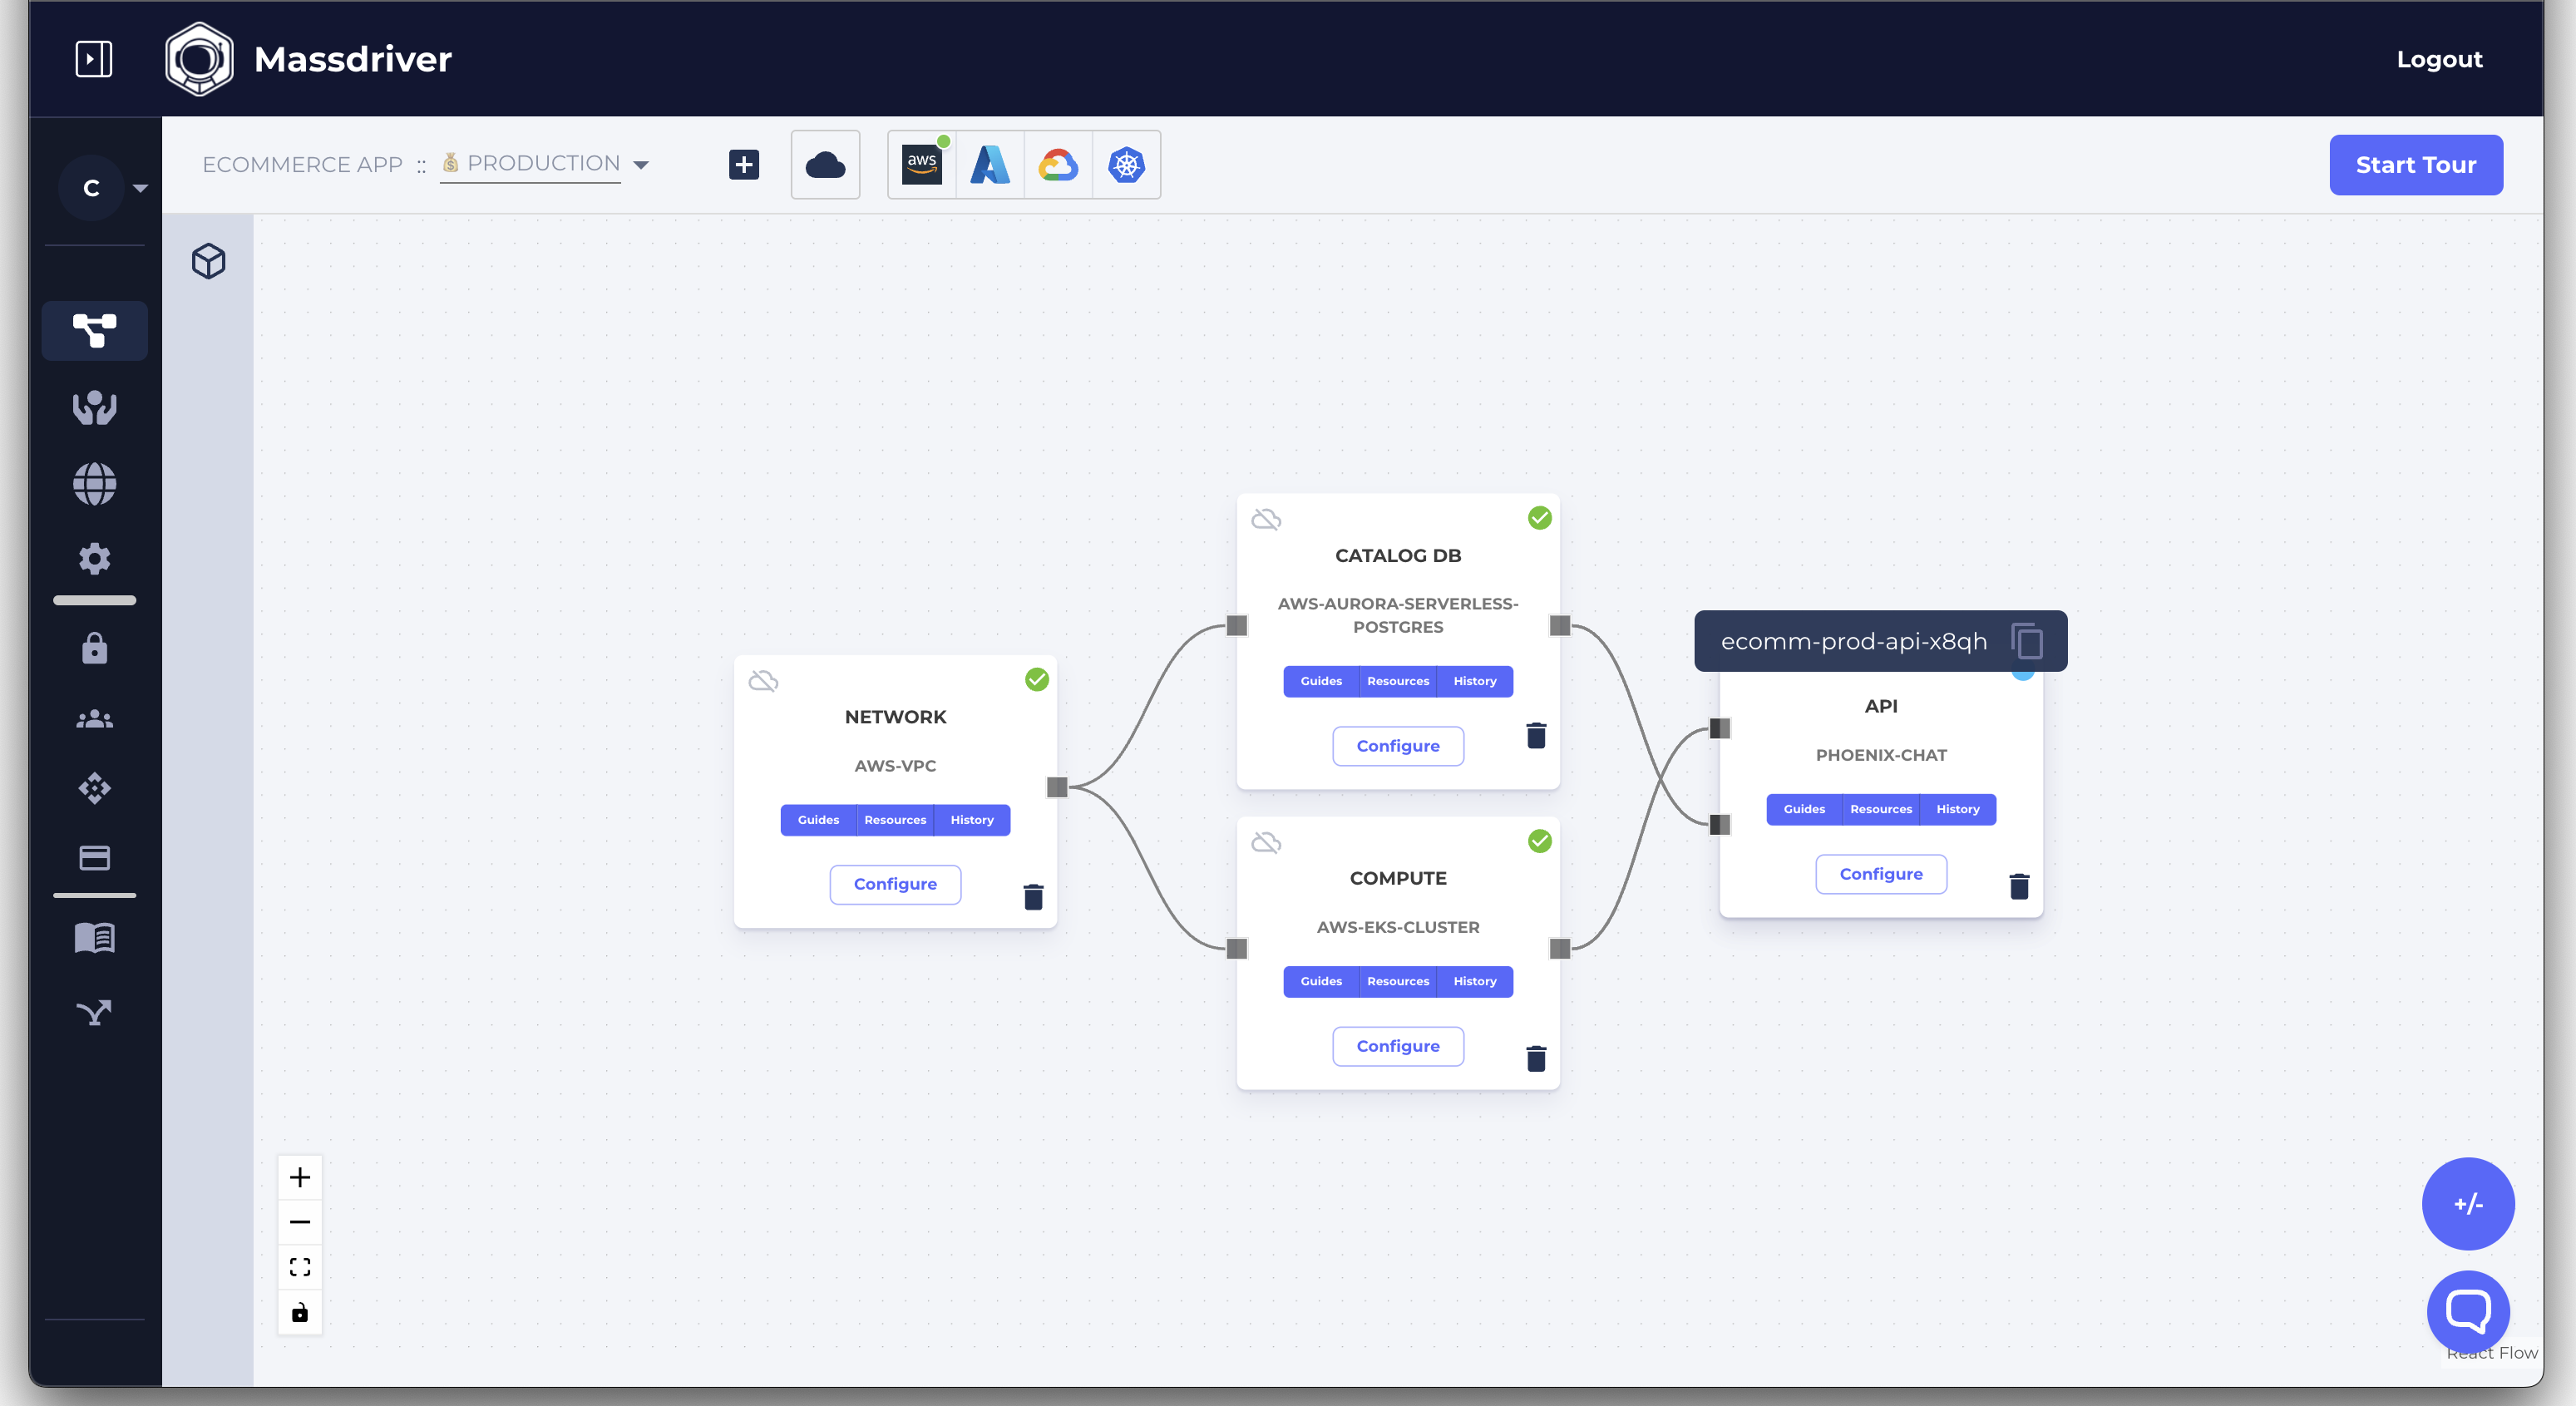 Massdriver
Logout
C
ECOMMERCE APP :: 💰 PRODUCTION
aws
Start Tour
NETWORK
AWS-VPC
Guides Resources History
Configure
CATALOG DB
AWS-AURORA-SERVERLESS-
POSTGRES
Guides Resources History
Configure
COMPUTE
AWS-EKS-CLUSTER
Guides Resources History
Configure
ecomm-prod-api-x8qh
API
PHOENIX-CHAT
Guides Resources History
Configure
+/-
React Flow